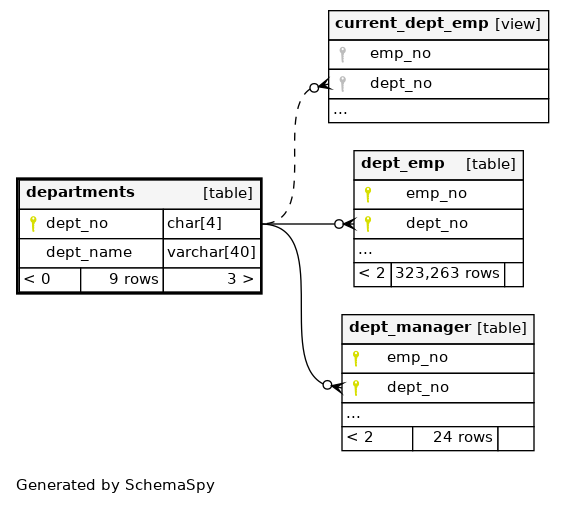 current_dept_emp [view]
emp_no
dept_no
...
dept_emp [table]
emp_no
dept_no
...
< 2 323,263 rows
departments [table]
dept_no char[4]
dept_name varchar[40]
< 0 9 rows 3 >
dept_manager [table]
emp_no
dept_no
...
< 2 24 rows
Generated by SchemaSpy